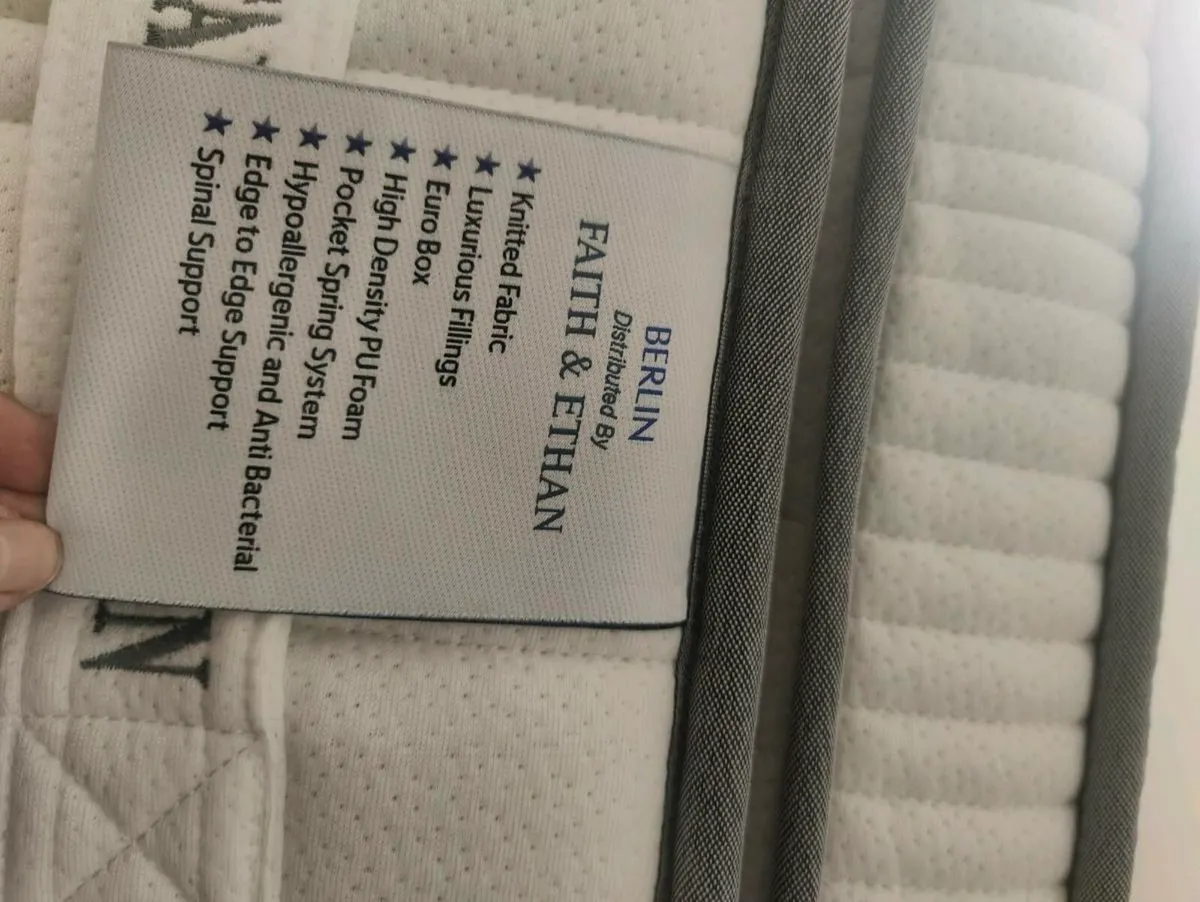 BERLIN
Distributed By
FAITH & ETHAN
★ Knitted Fabric
★ Luxurious Fillings
★ Euro Box
★ High Density PU Foam
★ Pocket Spring System
★ Hypoallergenic and Anti Bacterial
★ Edge to Edge Support
★ Spinal Support